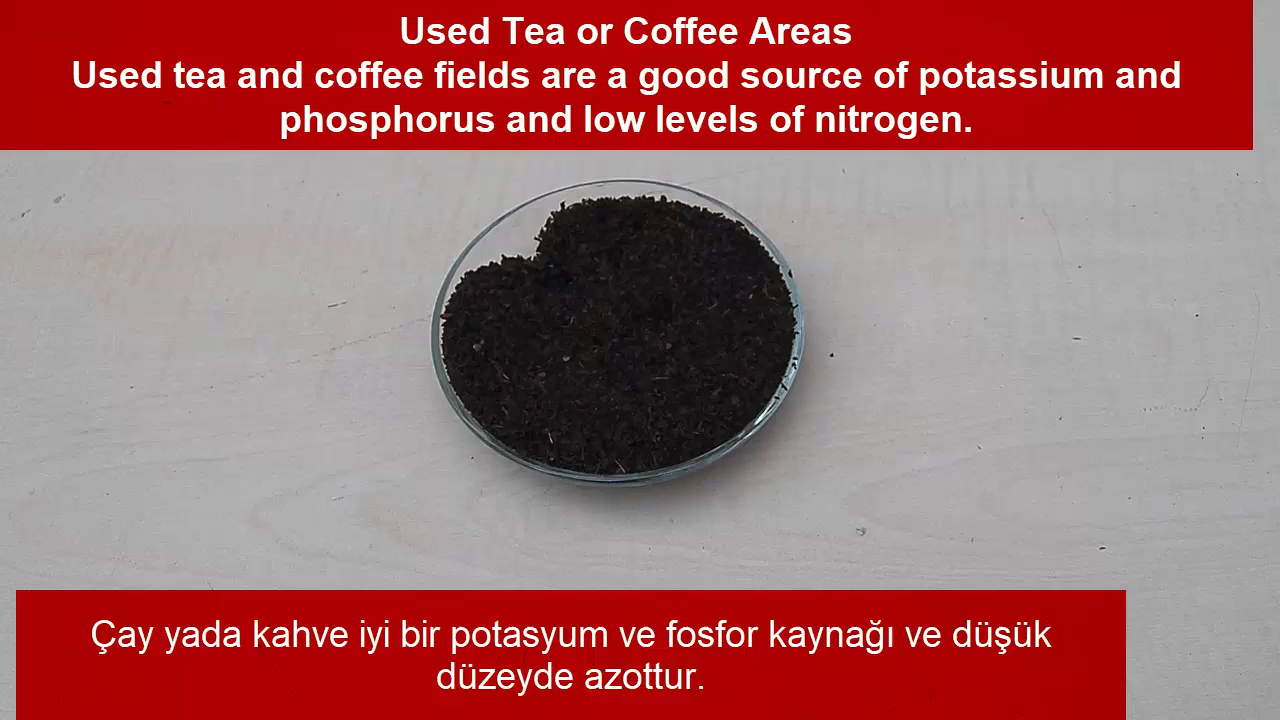 Used Tea or Coffee Areas
Used tea and coffee fields are a good source of potassium and
phosphorus and low levels of nitrogen.
Çay yada kahve iyi bir potasyum ve fosfor kaynağı ve düşük
düzeyde azottur.